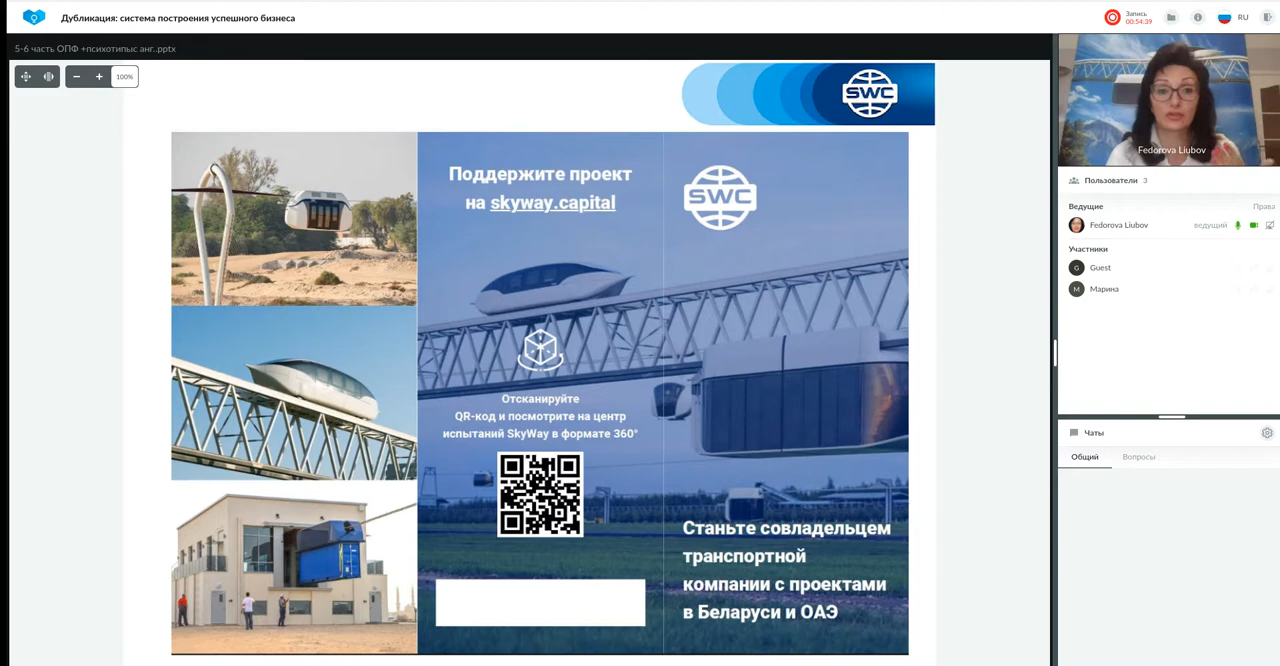 Дубликация: система построения успешного бизнеса
Запись
00:54:39
RU
5-6 часть ОПФ +психотипыс анг..pptx
100%
SWC
Поддержите проект
на skyway.capital
SWC
Отсканируйте
QR-код и посмотрите на центр
испытаний SkyWay в формате 360°
Станьте совладельцем
транспортной
компании с проектами
в Беларуси и ОАЭ
Fedorova Liubov
Пользователи 3
Ведущие Права
Fedorova Liubov ведущий
Участники
G Guest
М Марина
Чаты
Общий Вопросы